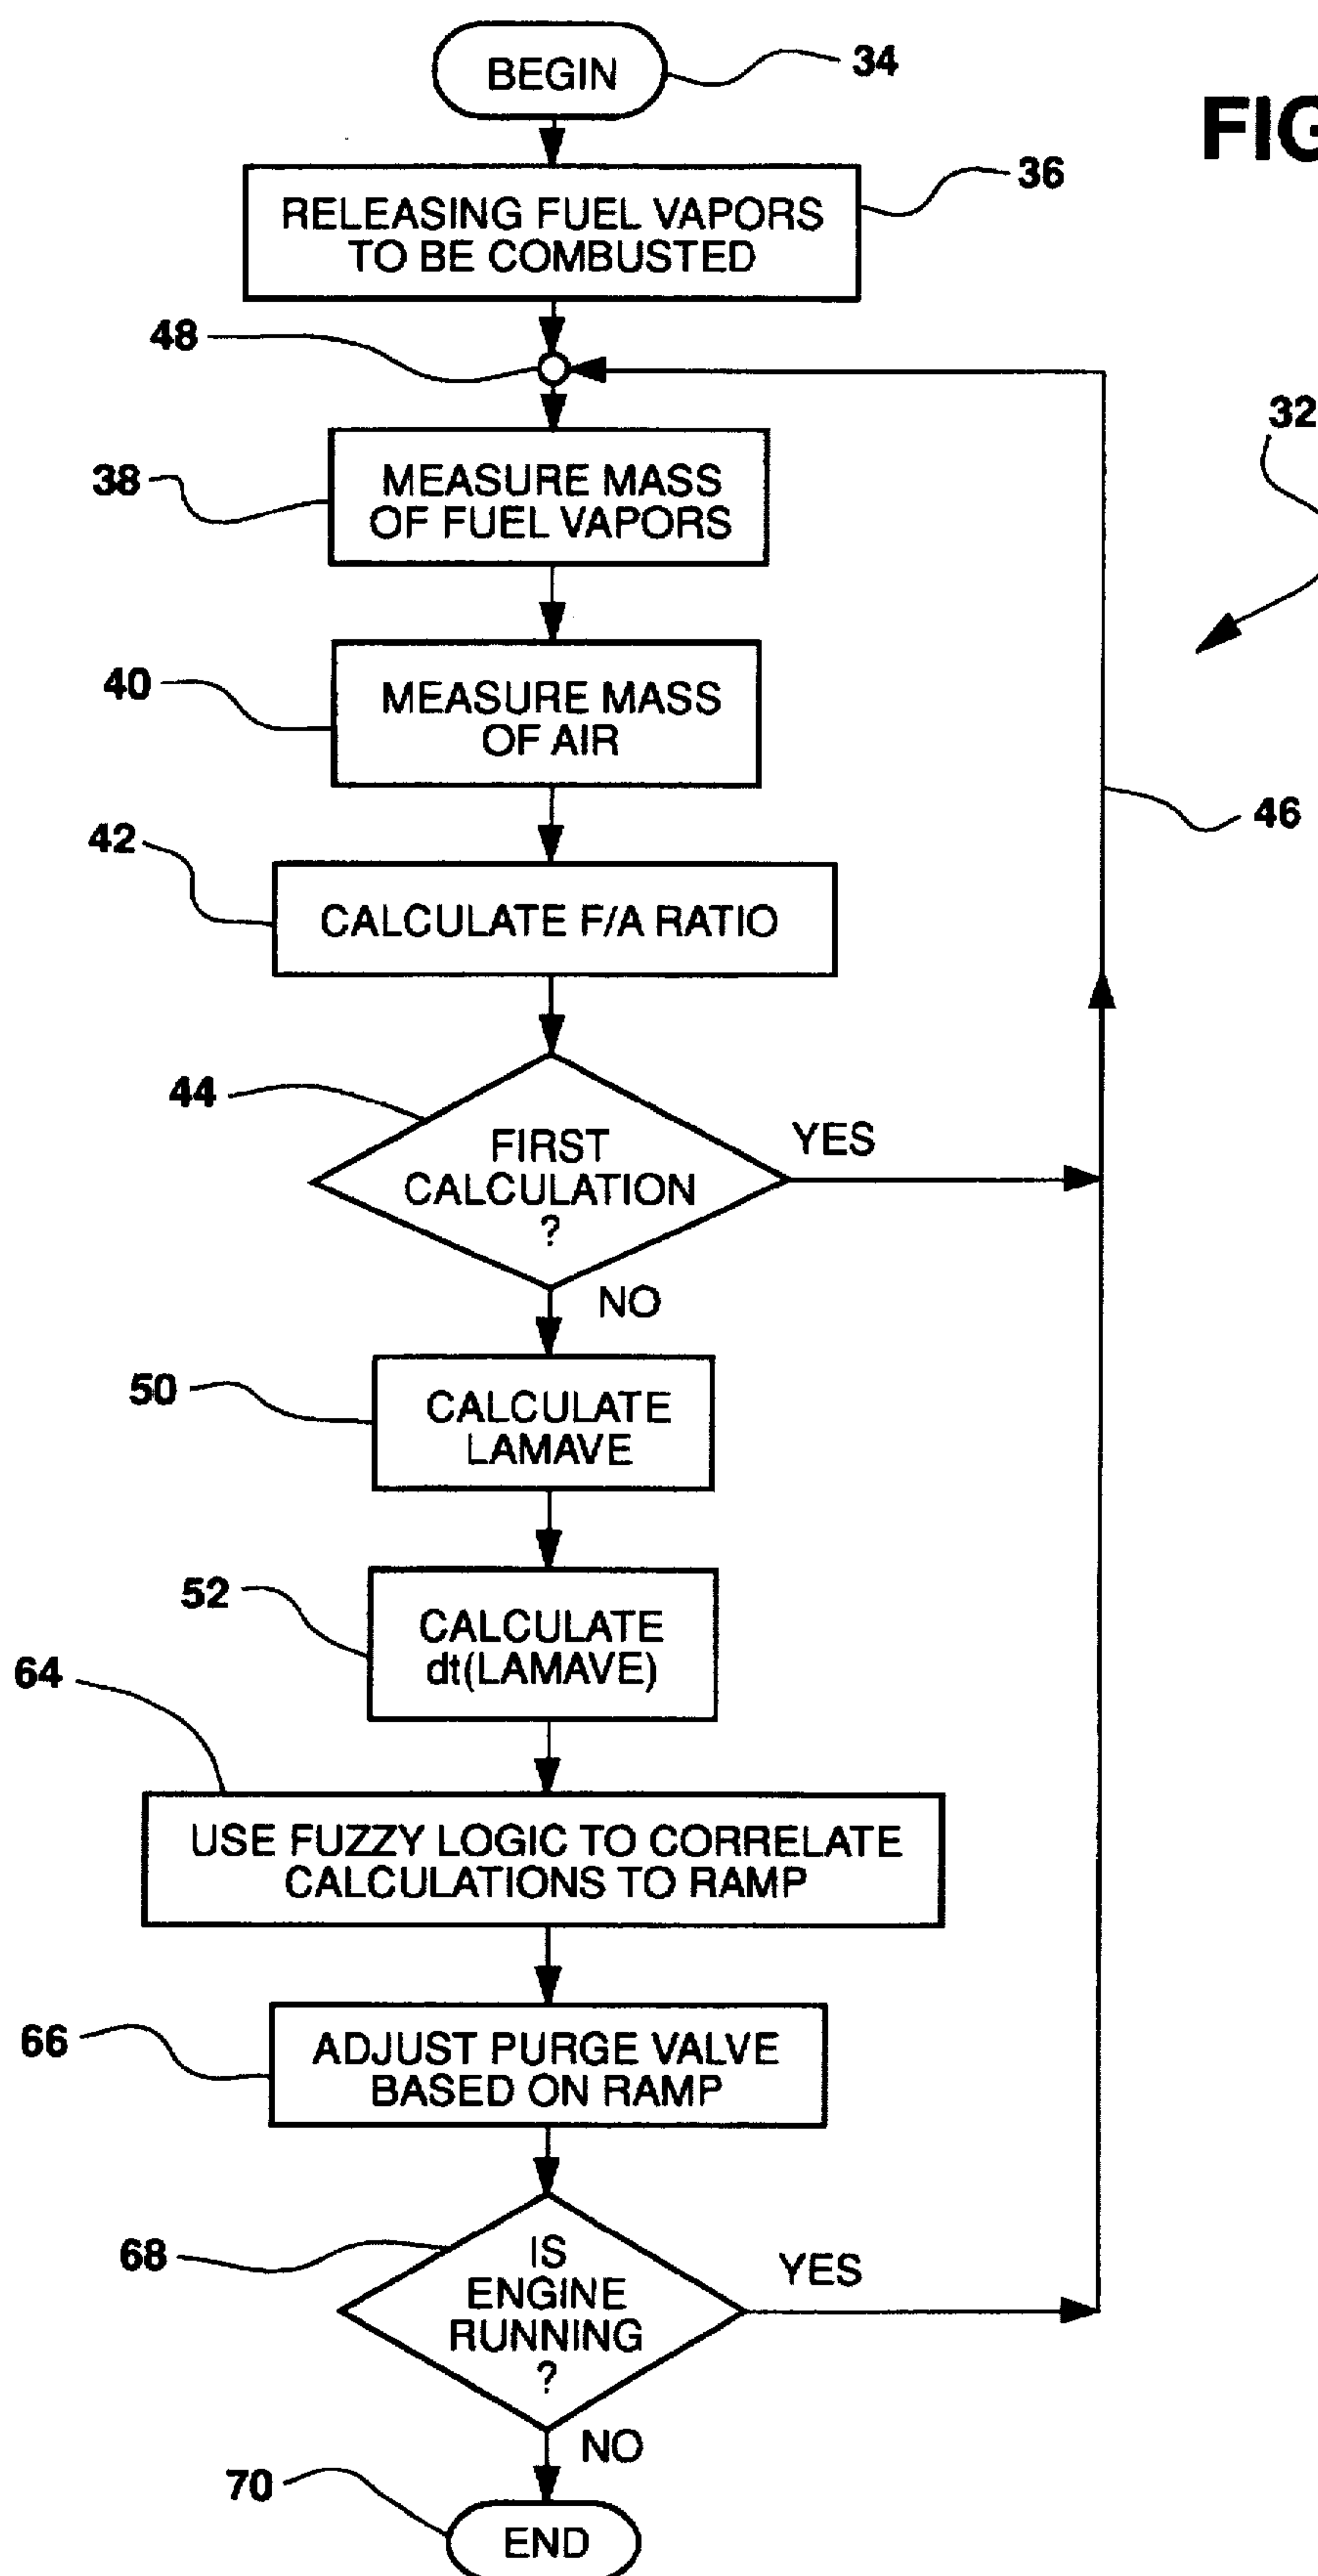 BEGIN
34
FIG
RELEASING FUEL VAPORS
TO BE COMBUSTED
36
48
32
38
MEASURE MASS
OF FUEL VAPORS
40
MEASURE MASS
OF AIR
46
42
CALCULATE F/A RATIO
44
FIRST
CALCULATION
?
YES
NO
50
CALCULATE
LAMAVE
52
CALCULATE
dt(LAMAVE)
64
USE FUZZY LOGIC TO CORRELATE
CALCULATIONS TO RAMP
66
ADJUST PURGE VALVE
BASED ON RAMP
68
IS
ENGINE
RUNNING
?
YES
NO
70
END